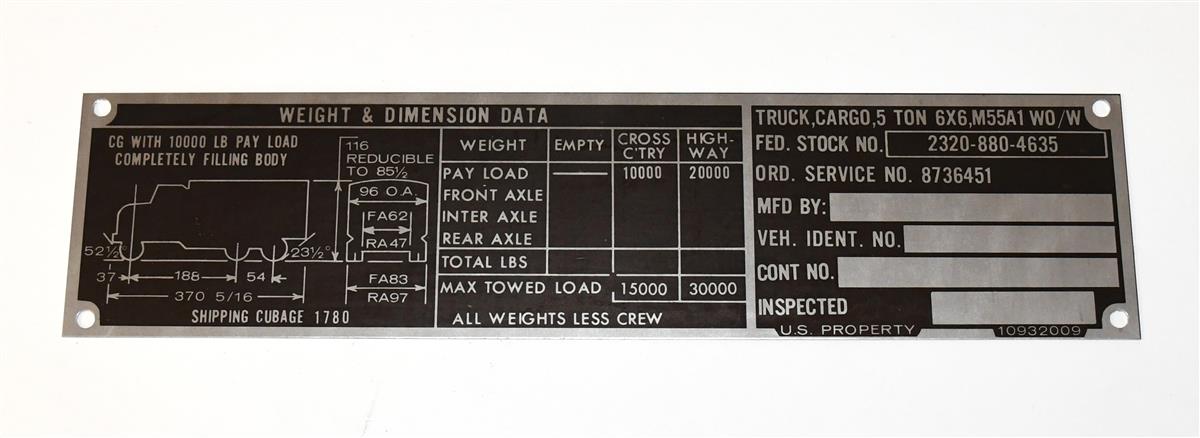 WEIGHT & DIMENSION DATA
CG WITH 10000 LB PAY LOAD
COMPLETELY FILLING BODY
116
REDUCIBLE
TO 85½
96 O.A.
FA62
RA47
52½°
23½°
37
188
54
FA83
370 5/16
RA97
SHIPPING CUBAGE 1780
WEIGHT EMPTY CROSS C'TRY HIGH-WAY
PAY LOAD —— 10000 20000
FRONT AXLE
INTER AXLE
REAR AXLE
TOTAL LBS
MAX TOWED LOAD 15000 30000
ALL WEIGHTS LESS CREW
TRUCK,CARGO,5 TON 6X6,M55A1 WO/W
FED. STOCK NO. 2320-880-4635
ORD. SERVICE NO. 8736451
MFD BY:
VEH. IDENT. NO.
CONT NO.
INSPECTED
U.S. PROPERTY 10932009